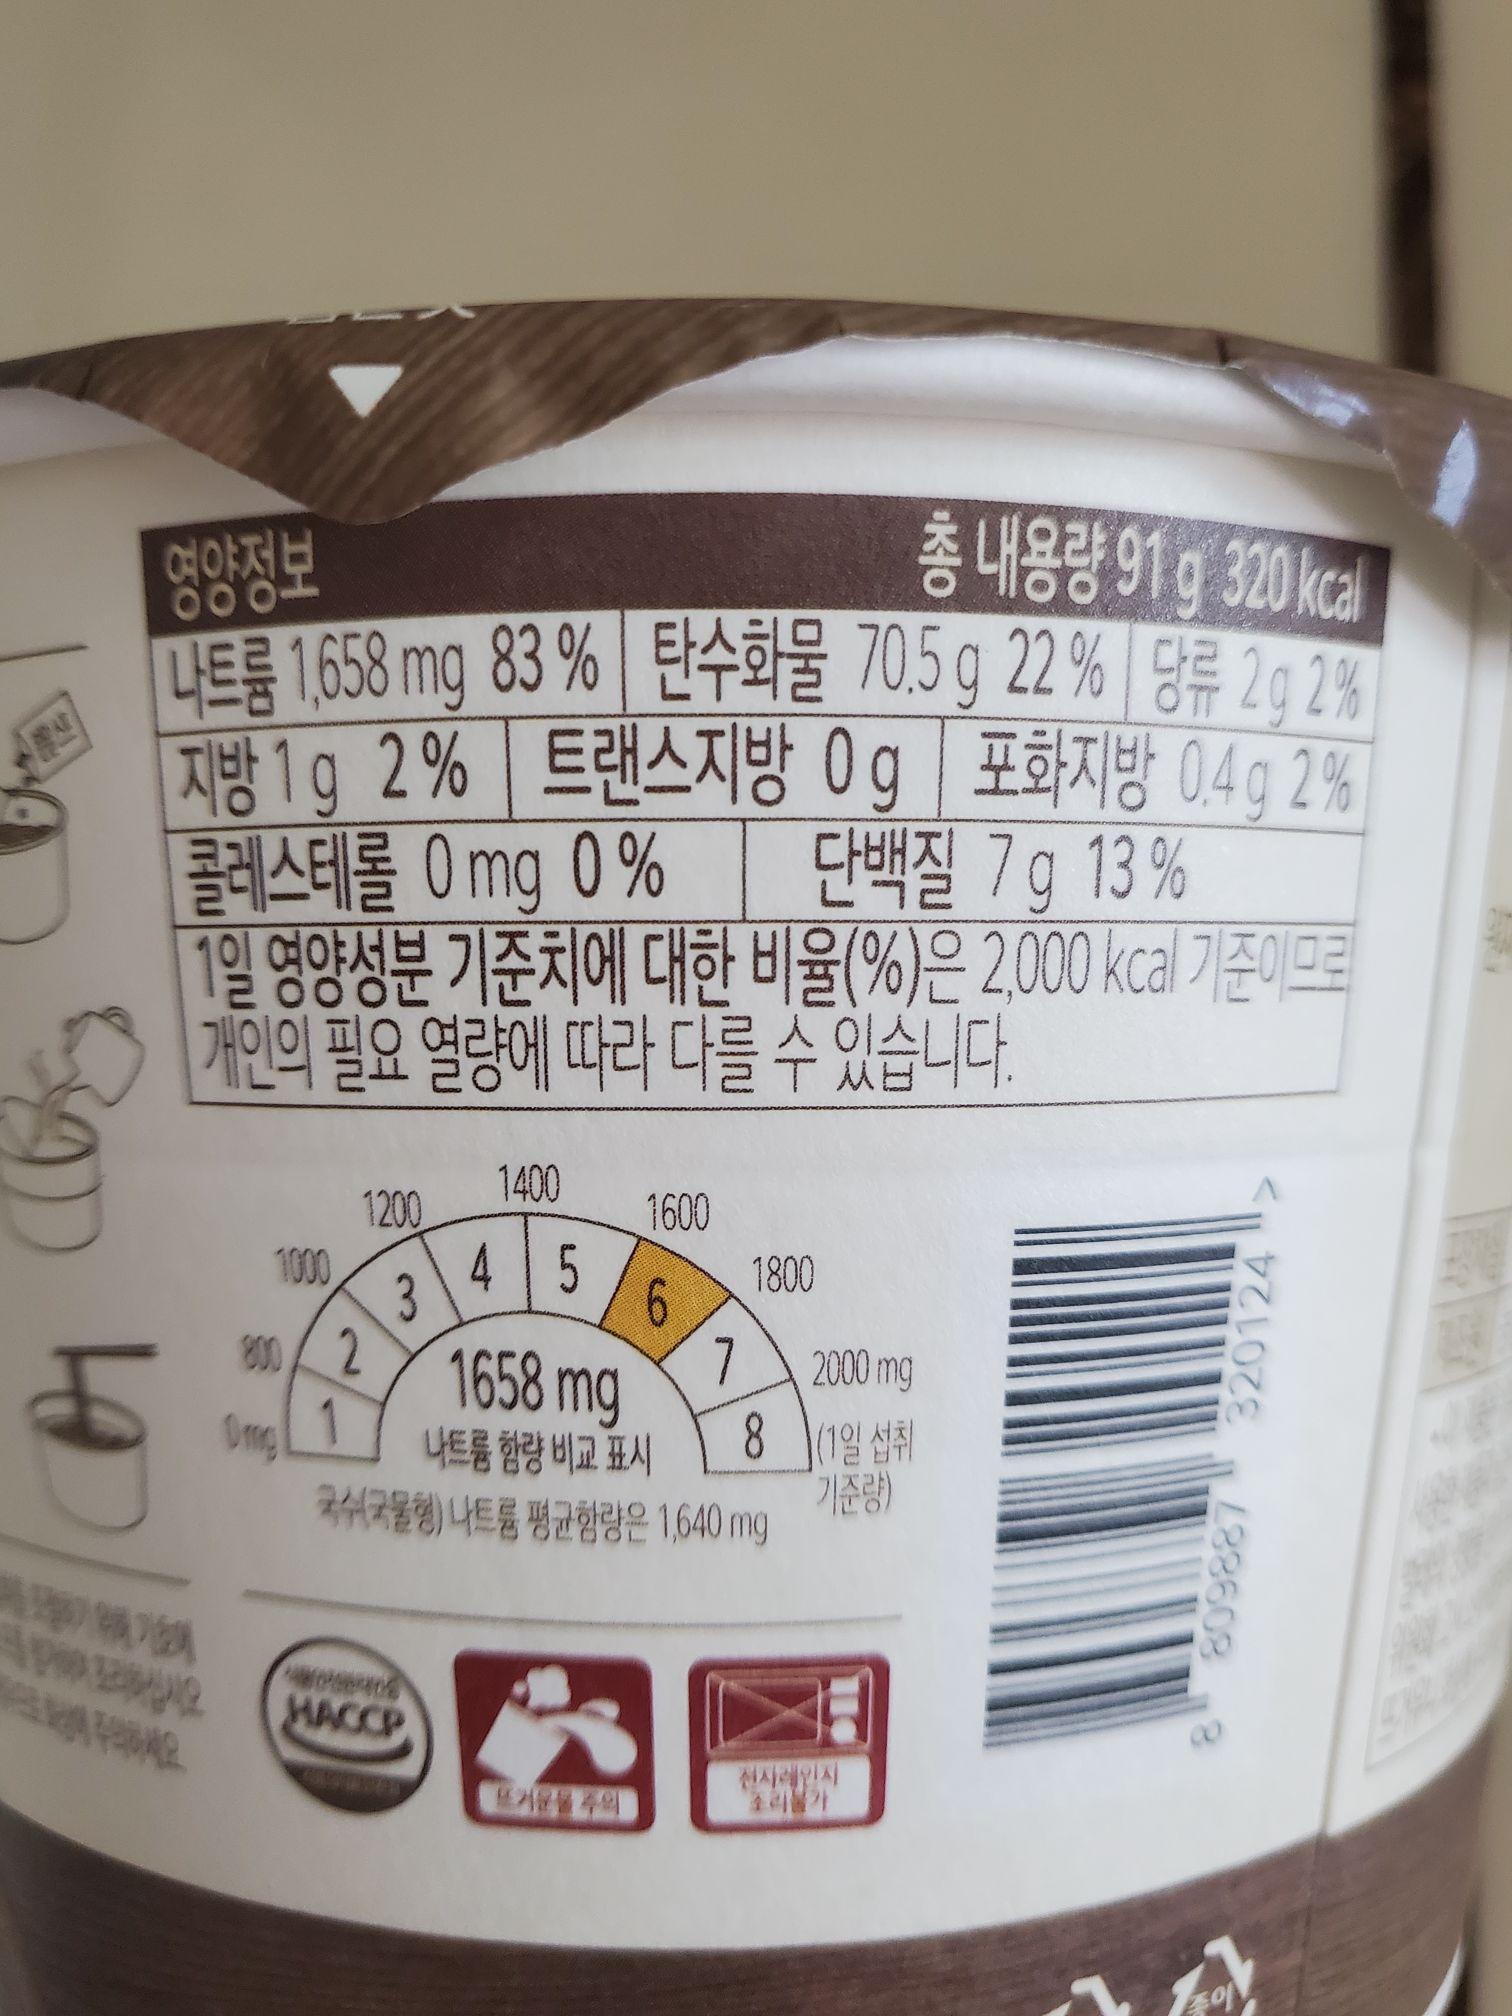 영양정보 총 내용량 91 g 320 kcal
나트륨 1,658 mg 83 % 탄수화물 70.5 g 22 % 당류 2 g 2 %
지방 1 g 2 % 트랜스지방 0 g 포화지방 0.4 g 2 %
콜레스테롤 0 mg 0 % 단백질 7 g 13 %
1일 영양성분 기준치에 대한 비율(%)은 2,000 kcal 기준이므로
개인의 필요 열량에 따라 다를 수 있습니다.
0 mg 800 1000 1200 1400 1600 1800 2000 mg
1 2 3 4 5 6 7 8
(1일 섭취
기준량)
1658 mg
나트륨 함량 비교 표시
국수(국물형) 나트륨 평균함량은 1,640 mg
8 809887 320124 >
HACCP
뜨거운물 주의
전자레인지
조리불가
종이